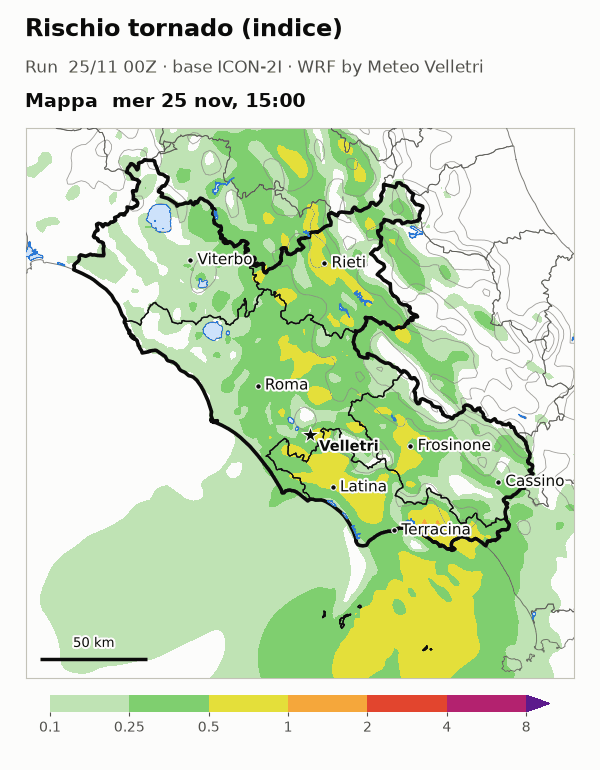 Rischio tornado (indice)
Run  25/11 00Z · base ICON-2I · WRF by Meteo Velletri
Mappa  mer 25 nov, 15:00
Viterbo
Rieti
Roma
Velletri
Frosinone
Cassino
Latina
Terracina
50 km
0.1 0.25 0.5 1 2 4 8